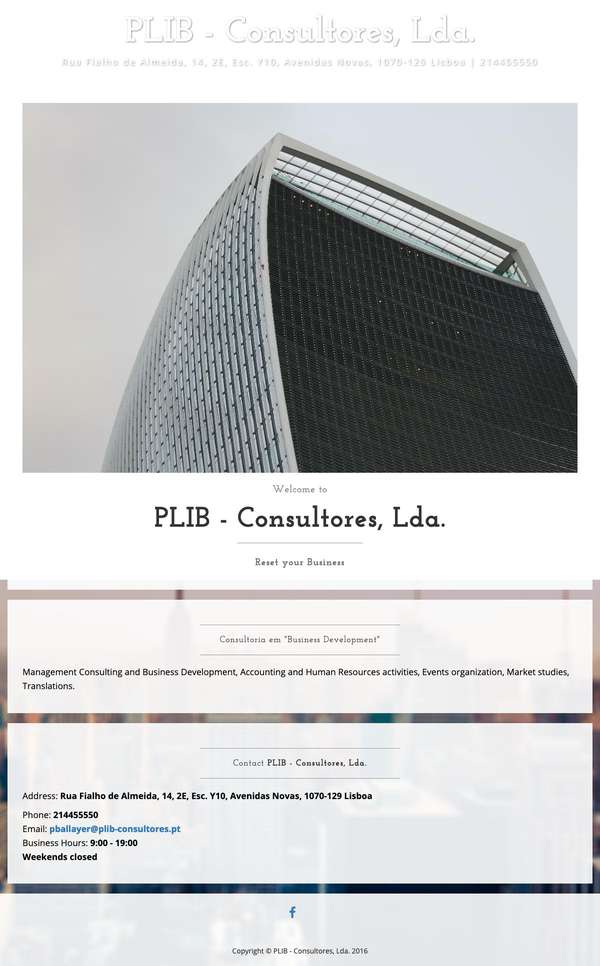 PLIB - Consultores, Lda.
Rua Fialho de Almeida, 14, 2E, Esc. Y10, Avenidas Novas, 1070-129 Lisboa | 214455550
Welcome to
PLIB - Consultores, Lda.
Reset your Business
Consultoria em "Business Development"
Management Consulting and Business Development, Accounting and Human Resources activities, Events organization, Market studies,
Translations.
Contact PLIB - Consultores, Lda.
Address: Rua Fialho de Almeida, 14, 2E, Esc. Y10, Avenidas Novas, 1070-129 Lisboa
Phone: 214455550
Email: pballayer@plib-consultores.pt
Business Hours: 9:00 - 19:00
Weekends closed
Copyright © PLIB - Consultores, Lda. 2016